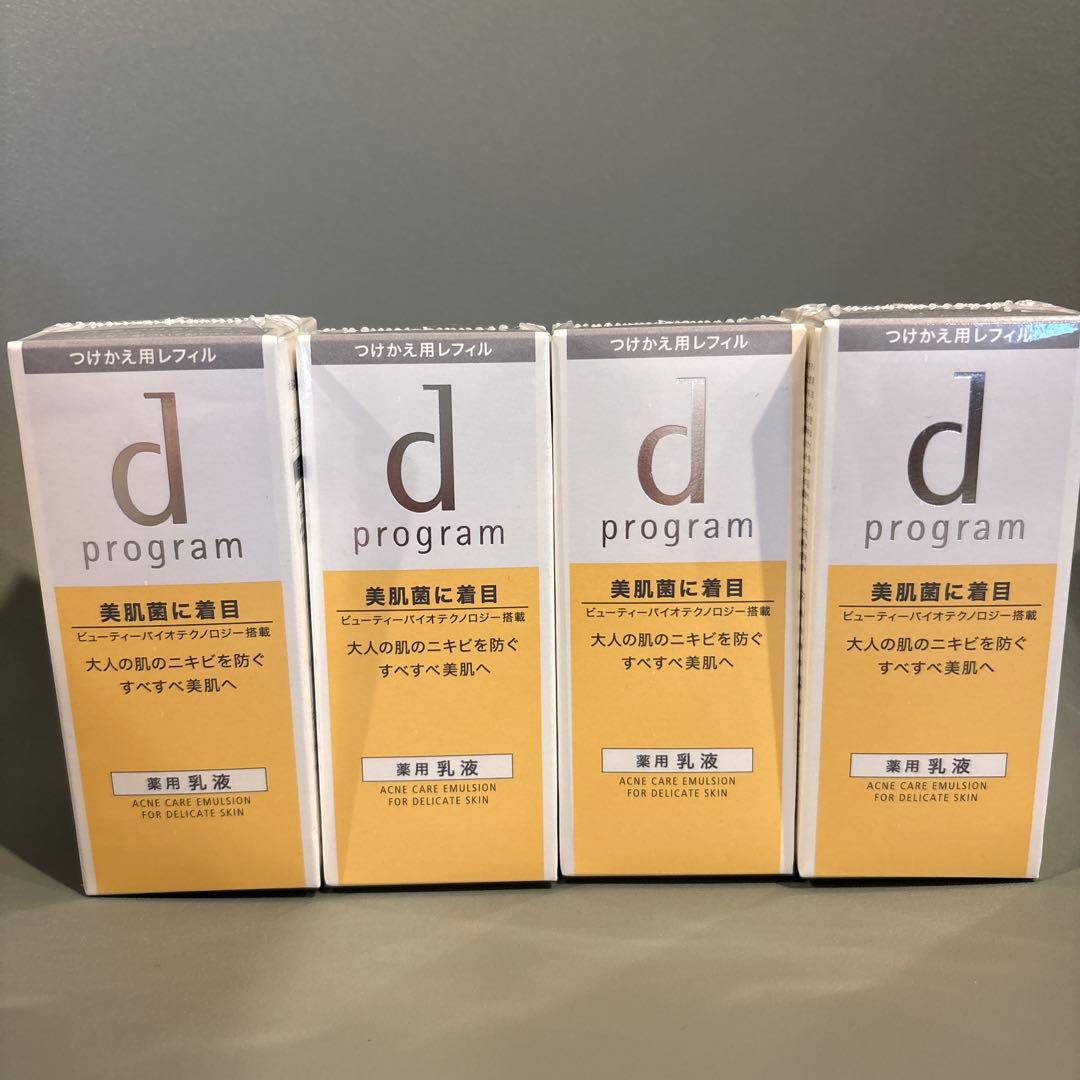 つけかえ用レフィル
d
program
美肌菌に着目
ビューティーバイオテクノロジー搭載
大人の肌のニキビを防ぐ
すべすべ美肌へ
薬用 乳液
ACNE CARE EMULSION
FOR DELICATE SKIN
つけかえ用レフィル
d
program
美肌菌に着目
ビューティーバイオテクノロジー搭載
大人の肌のニキビを防ぐ
すべすべ美肌へ
薬用 乳液
ACNE CARE EMULSION
FOR DELICATE SKIN
つけかえ用レフィル
d
program
美肌菌に着目
ビューティーバイオテクノロジー搭載
大人の肌のニキビを防ぐ
すべすべ美肌へ
薬用 乳液
ACNE CARE EMULSION
FOR DELICATE SKIN
つけかえ用レフィル
d
program
美肌菌に着目
ビューティーバイオテクノロジー搭載
大人の肌のニキビを防ぐ
すべすべ美肌へ
薬用 乳液
ACNE CARE EMULSION
FOR DELICATE SKIN